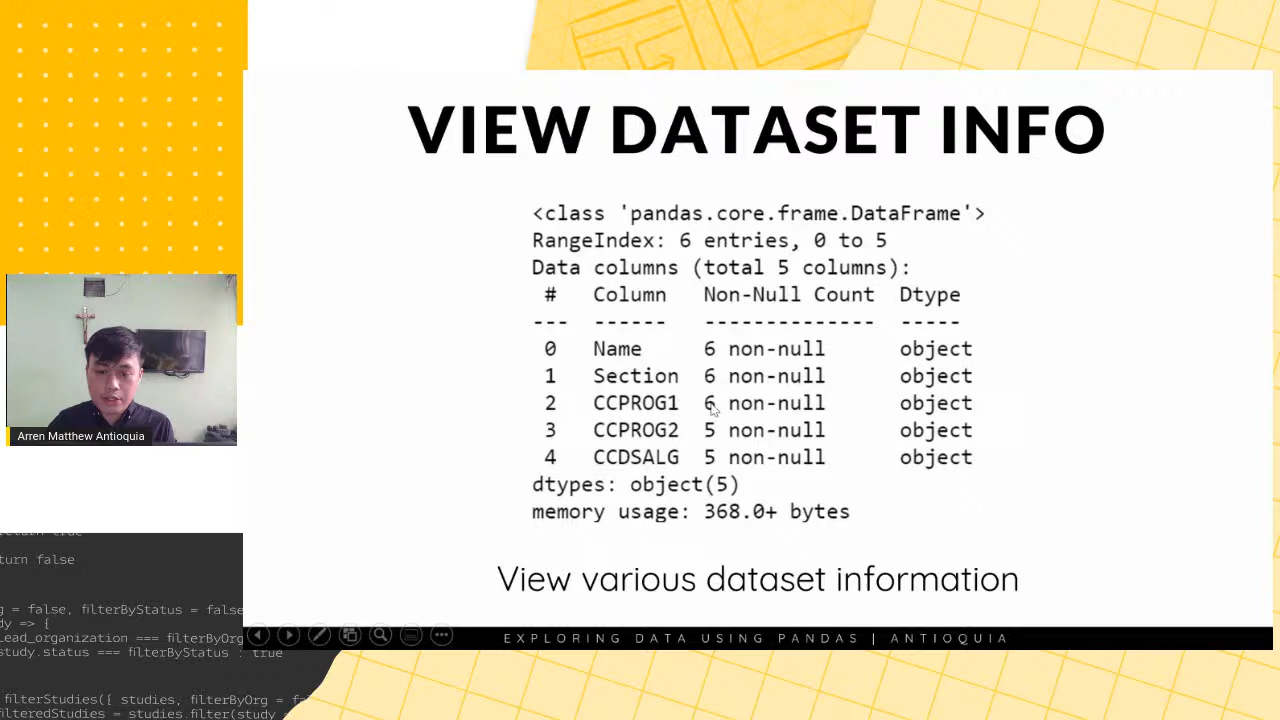 VIEW DATASET INFO
<class 'pandas.core.frame.DataFrame'>
RangeIndex: 6 entries, 0 to 5
Data columns (total 5 columns):
# Column Non-Null Count Dtype
--- ------ -------------- -----
0 Name 6 non-null object
1 Section 6 non-null object
2 CCPROG1 6 non-null object
3 CCPROG2 5 non-null object
4 CCDSALG 5 non-null object
dtypes: object(5)
memory usage: 368.0+ bytes
View various dataset information
EXPLORING DATA USING PANDAS | ANTIOQUIA
Arren Matthew Antioquia
turn false
g = false, filterByStatus = false
dy => {
lead_organization === filterByOrg
study.status === filterByStatus : true
filterStudies({ studies, filterByOrg = f
filteredStudies = studies.filter(study